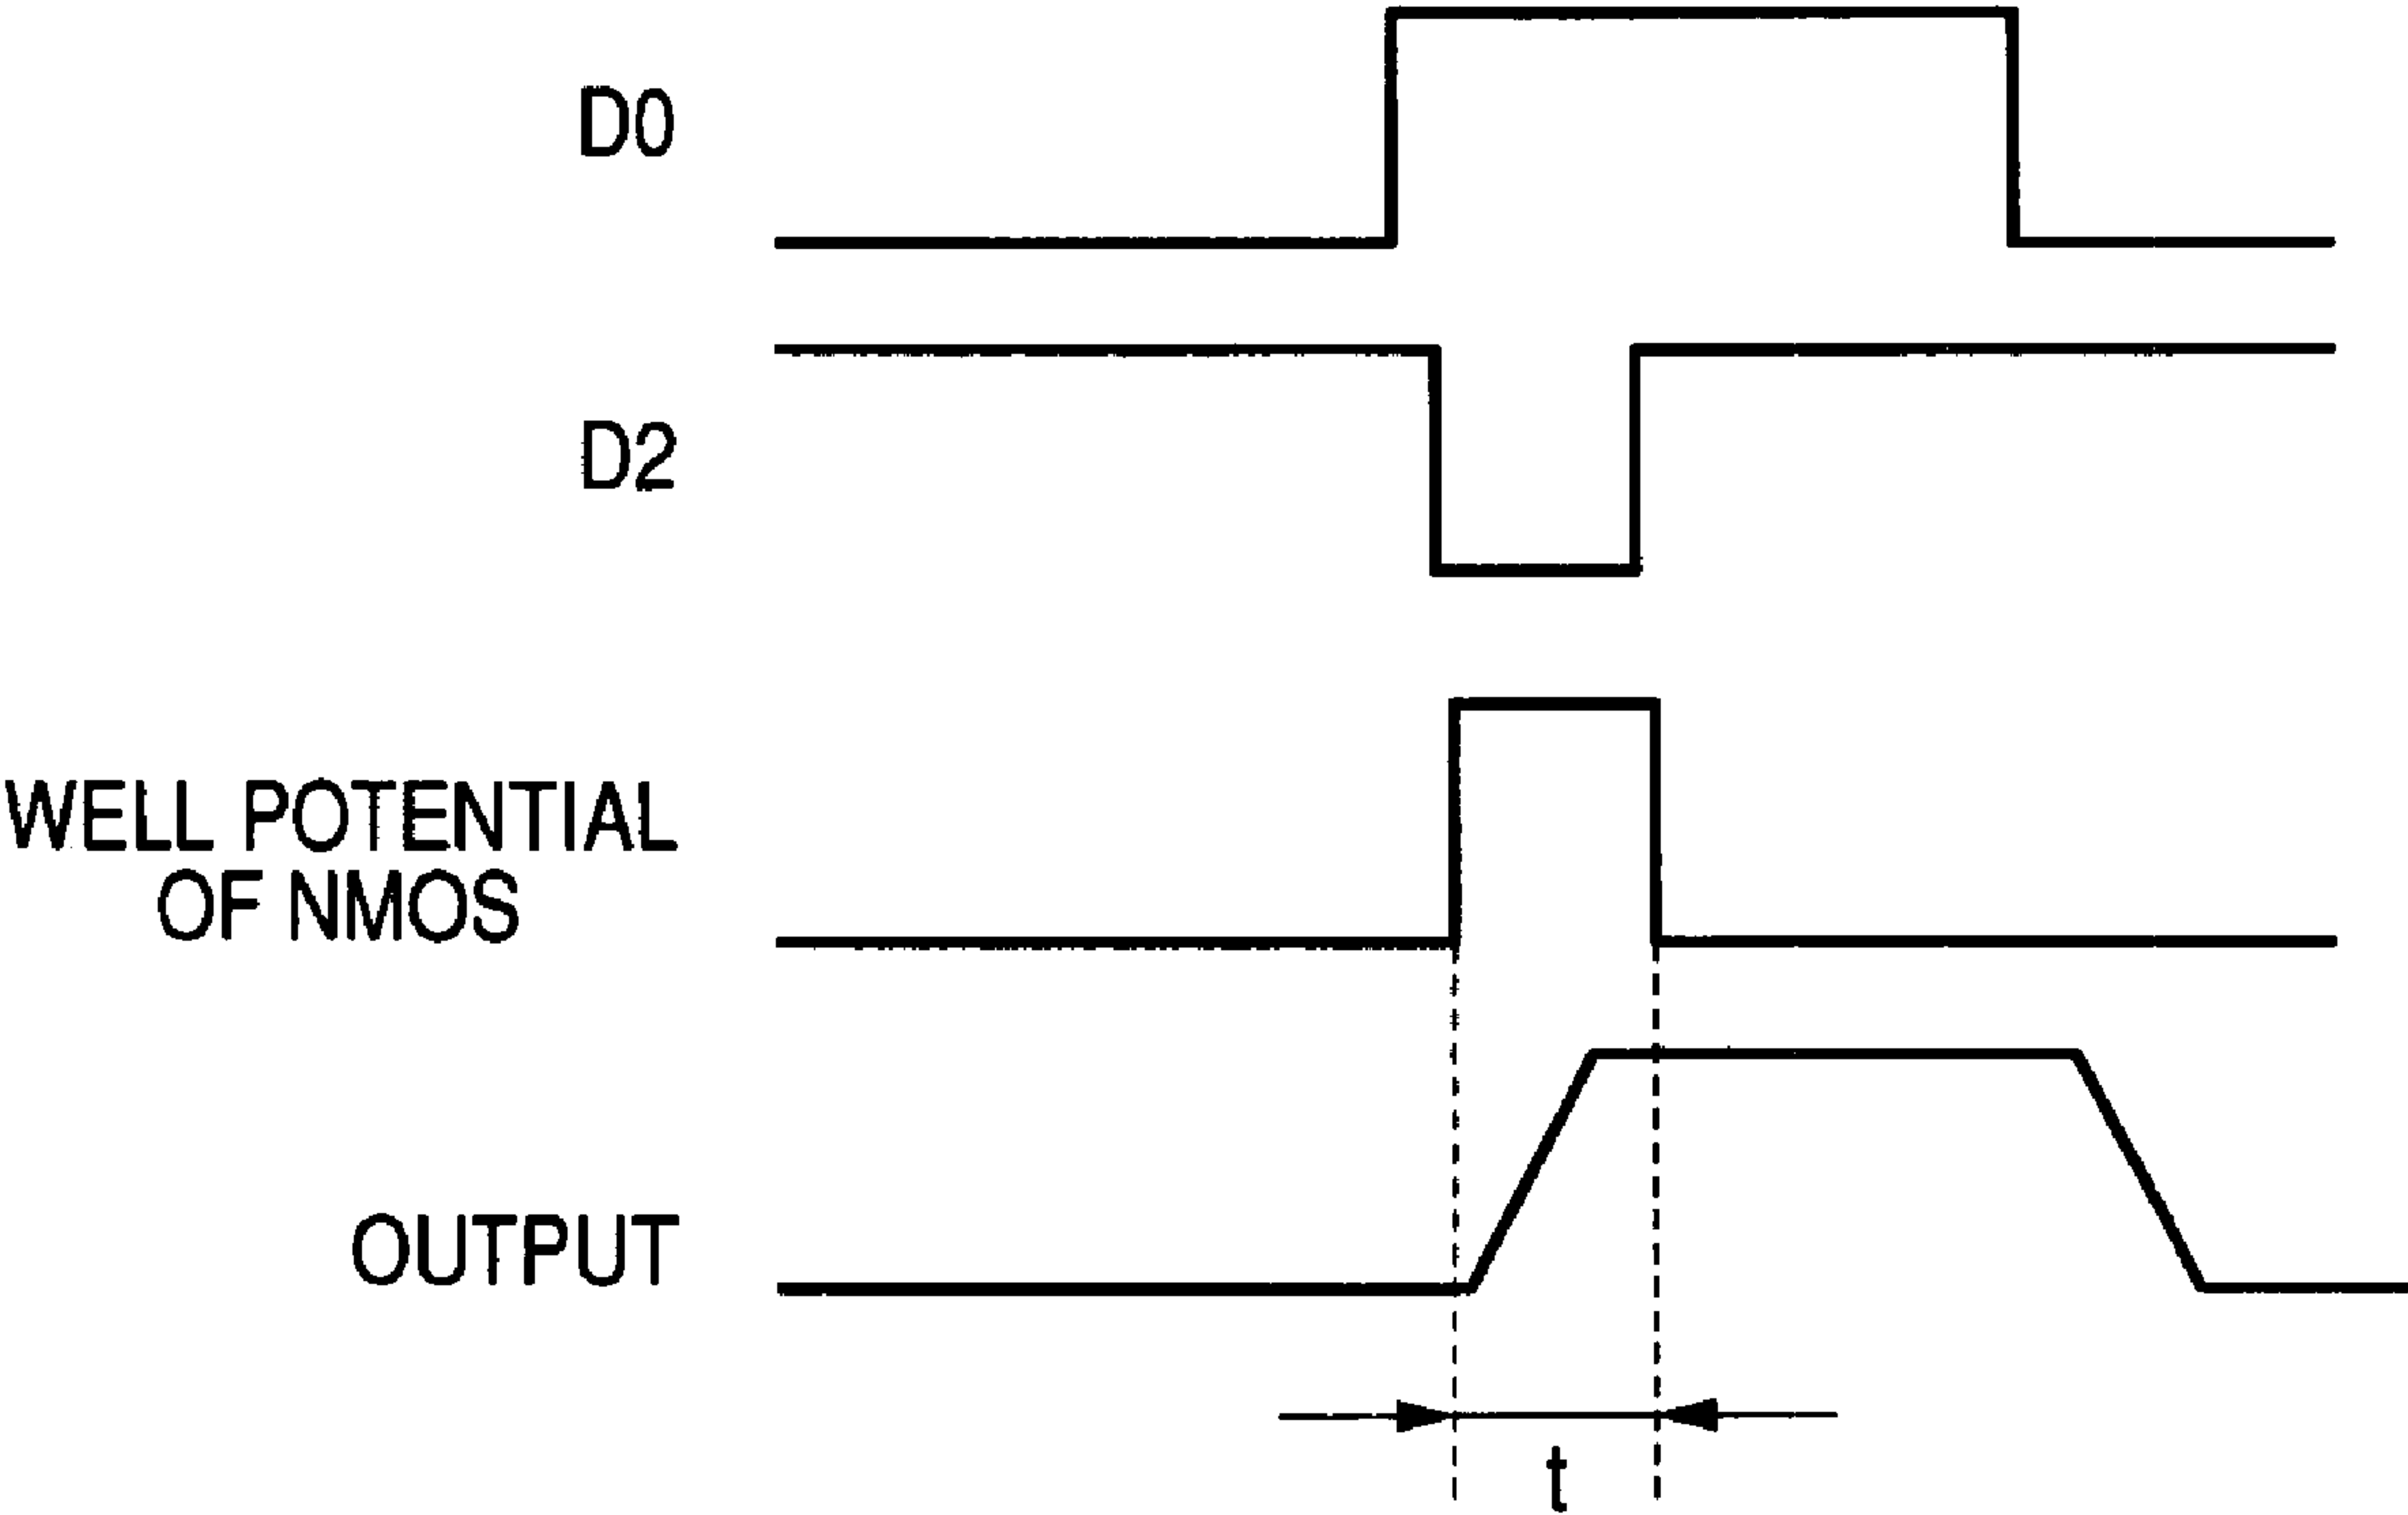 D0
D2
WELL POTENTIAL
OF NMOS
OUTPUT
t